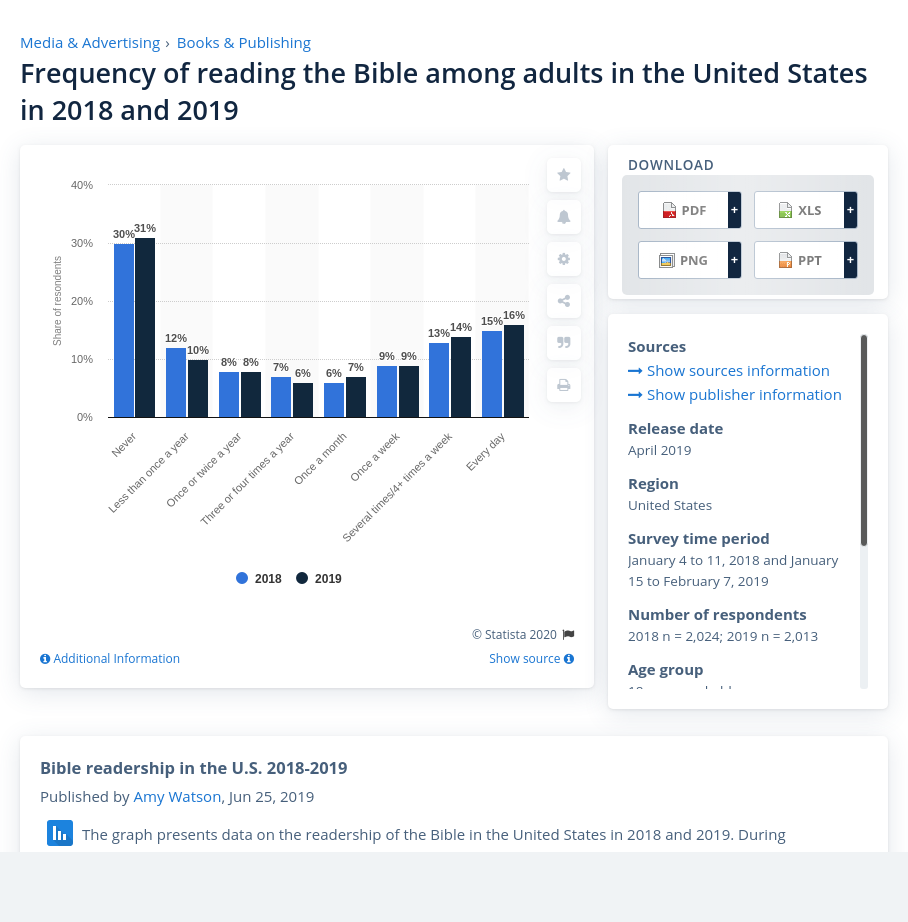 Media & Advertising › Books & Publishing
Frequency of reading the Bible among adults in the United States
in 2018 and 2019
40%
30%
20%
10%
0%
Share of resondents
30% 31%
12% 10%
8% 8%
7% 6%
6% 7%
9% 9%
13% 14%
15% 16%
Never
Less than once a year
Once or twice a year
Three or four times a year
Once a month
Once a week
Several times/4+ times a week
Every day
2018 2019
© Statista 2020
Additional Information
Show source
DOWNLOAD
PDF +
XLS +
PNG +
PPT +
Sources
Show sources information
Show publisher information
Release date
April 2019
Region
United States
Survey time period
January 4 to 11, 2018 and January
15 to February 7, 2019
Number of respondents
2018 n = 2,024; 2019 n = 2,013
Age group
Bible readership in the U.S. 2018-2019
Published by Amy Watson, Jun 25, 2019
The graph presents data on the readership of the Bible in the United States in 2018 and 2019. During